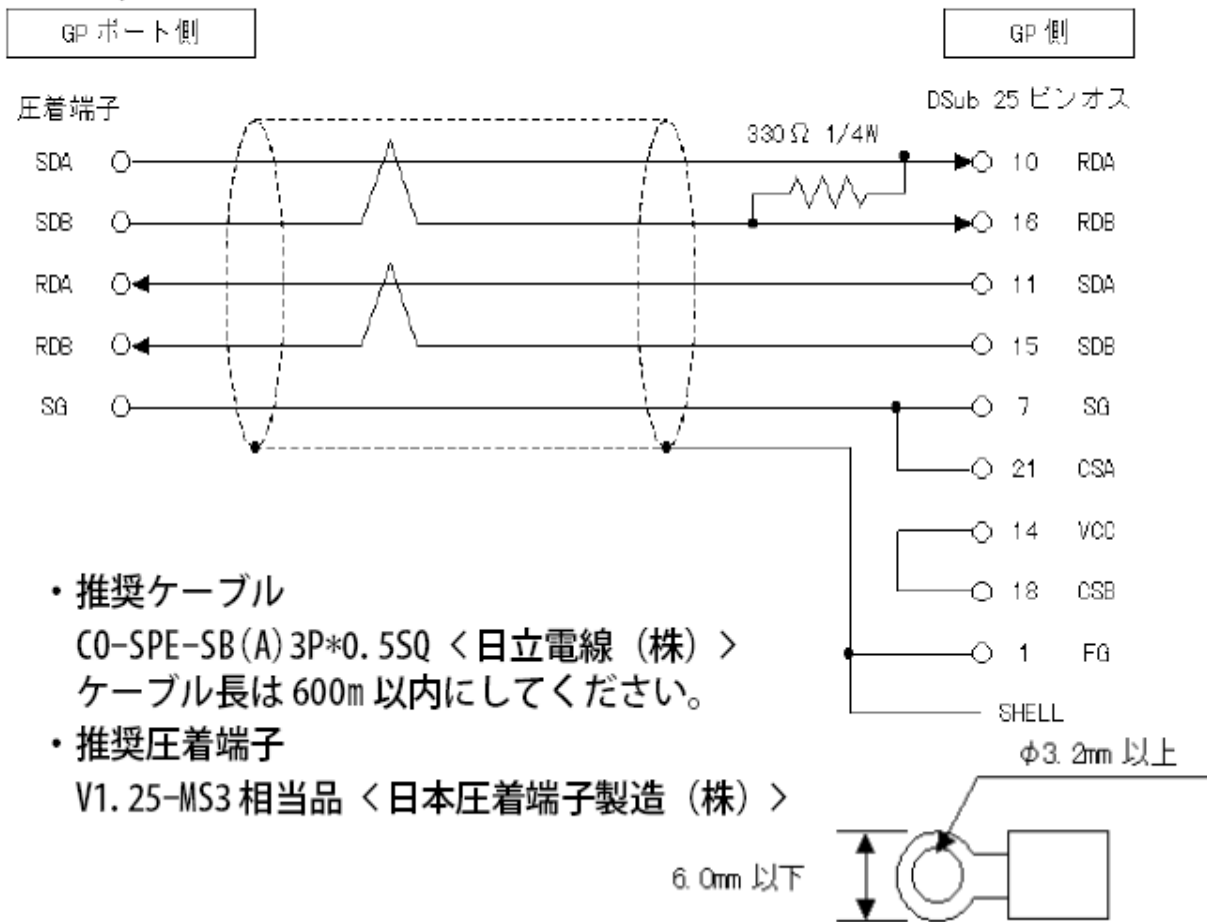 GP ポート側
GP 側
圧着端子
DSub 25 ピンオス
330Ω 1/4W
SDA 10 RDA
SDB 16 RDB
RDA 11 SDA
RDB 15 SDB
SG 7 SG
21 CSA
14 VCC
18 CSB
1 FG
SHELL
・推奨ケーブル
CO-SPE-SB(A)3P*0.5SQ <日立電線（株）>
ケーブル長は 600m 以内にしてください。
・推奨圧着端子
V1.25-MS3 相当品 <日本圧着端子製造（株）>
φ3.2mm 以上
6.0mm 以下